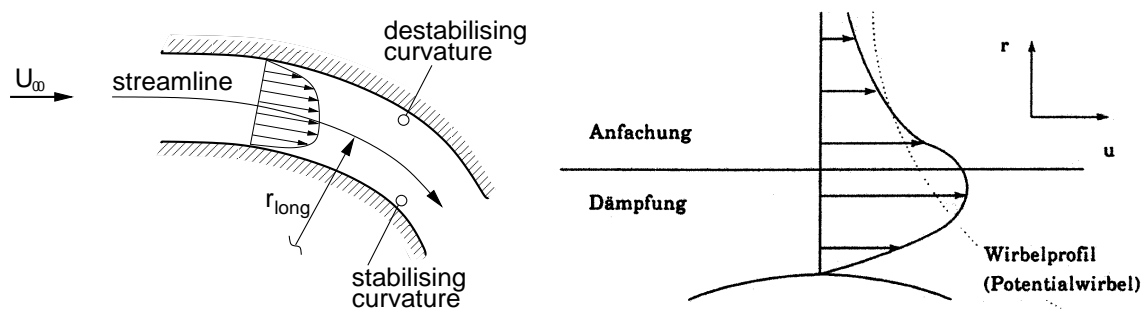 destabilising
curvature
U∞
streamline
r_long
stabilising
curvature
r
u
Anfachung
Dämpfung
Wirbelprofil
(Potentialwirbel)